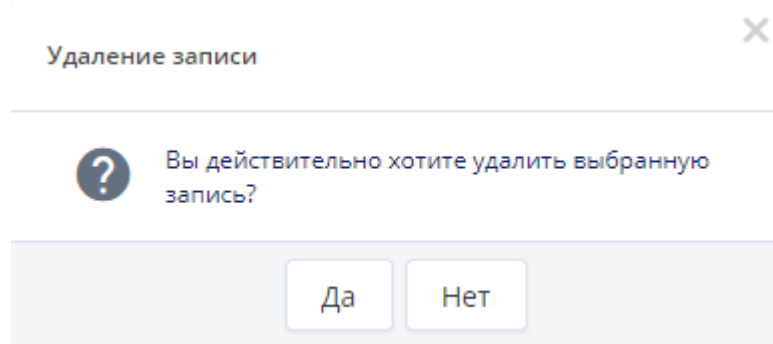 Удаление записи
Вы действительно хотите удалить выбранную
запись?
Да Нет